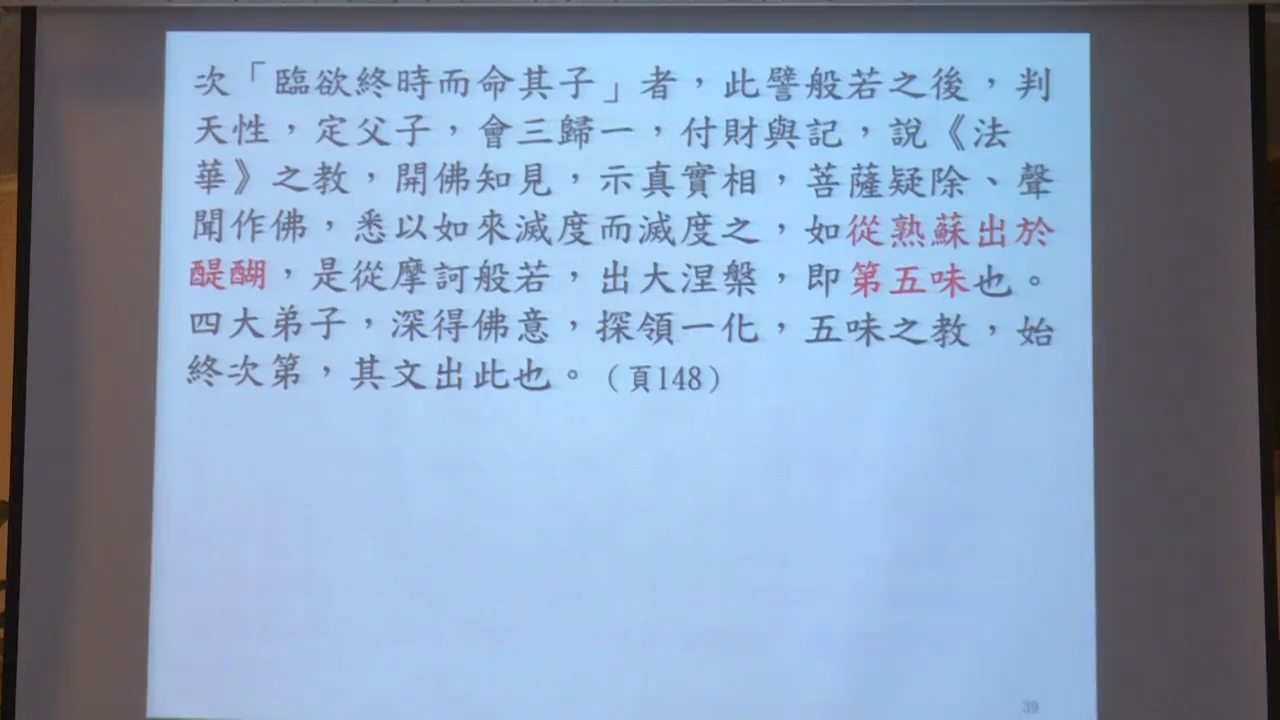 次「臨欲終時而命其子」者，此譬般若之後，判
天性，定父子，會三歸一，付財與記，說《法
華》之教，開佛知見，示真實相，菩薩疑除、聲
聞作佛，悉以如來滅度而滅度之，如從熟蘇出於
醍醐，是從摩訶般若，出大涅槃，即第五味也。
四大弟子，深得佛意，探領一化，五味之教，始
終次第，其文出此也。（頁148）
39